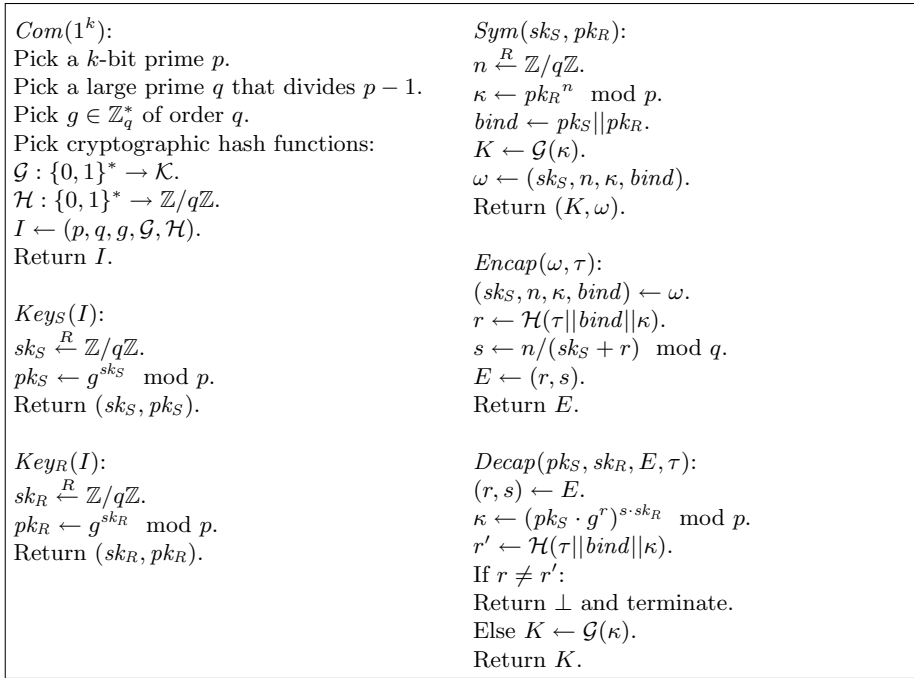 Com(1^k):
Pick a k-bit prime p.
Pick a large prime q that divides p − 1.
Pick g ∈ ℤ_q^* of order q.
Pick cryptographic hash functions:
𝒢 : {0, 1}^* → 𝒦.
ℋ : {0, 1}^* → ℤ/qℤ.
I ← (p, q, g, 𝒢, ℋ).
Return I.
Key_S(I):
sk_S ←^R ℤ/qℤ.
pk_S ← g^{sk_S} mod p.
Return (sk_S, pk_S).
Key_R(I):
sk_R ←^R ℤ/qℤ.
pk_R ← g^{sk_R} mod p.
Return (sk_R, pk_R).
Sym(sk_S, pk_R):
n ←^R ℤ/qℤ.
κ ← pk_R^n mod p.
bind ← pk_S||pk_R.
K ← 𝒢(κ).
ω ← (sk_S, n, κ, bind).
Return (K, ω).
Encap(ω, τ):
(sk_S, n, κ, bind) ← ω.
r ← ℋ(τ||bind||κ).
s ← n/(sk_S + r) mod q.
E ← (r, s).
Return E.
Decap(pk_S, sk_R, E, τ):
(r, s) ← E.
κ ← (pk_S · g^r)^{s·sk_R} mod p.
r′ ← ℋ(τ||bind||κ).
If r ≠ r′:
Return ⊥ and terminate.
Else K ← 𝒢(κ).
Return K.